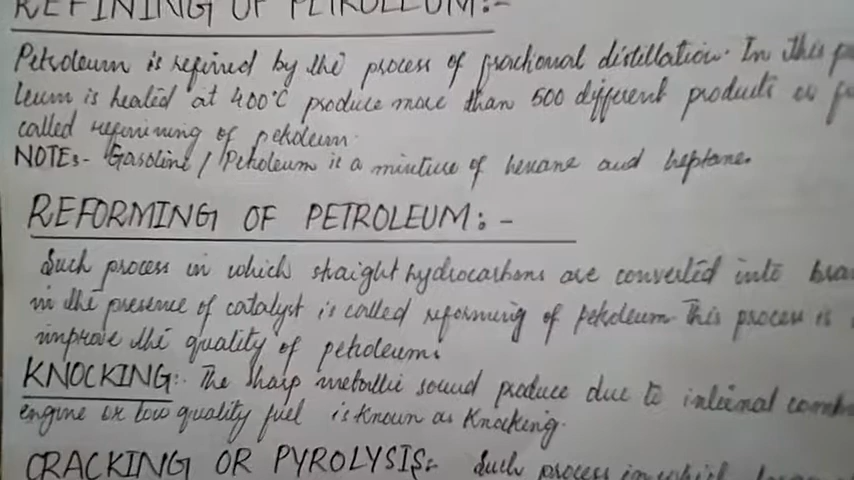 REFINING OF PETROLEUM:-
Petroleum is refined by the process of fractional distillation. In this
leum is heated at 400°C produce more than 500 different products
called refinining of petroleum.
NOTE:- Gasoline / Petroleum is a mixture of hexane and heptane.
REFORMING OF PETROLEUM:-
Such process in which straight hydrocarbons are converted into
in the presence of catalyst is called reforming of petroleum. This process is
improve the quality of petroleum.
KNOCKING:- The sharp metallic sound produce due to internal
engine or low quality fuel is known as Knocking.
CRACKING OR PYROLYSIS:- Such process in which